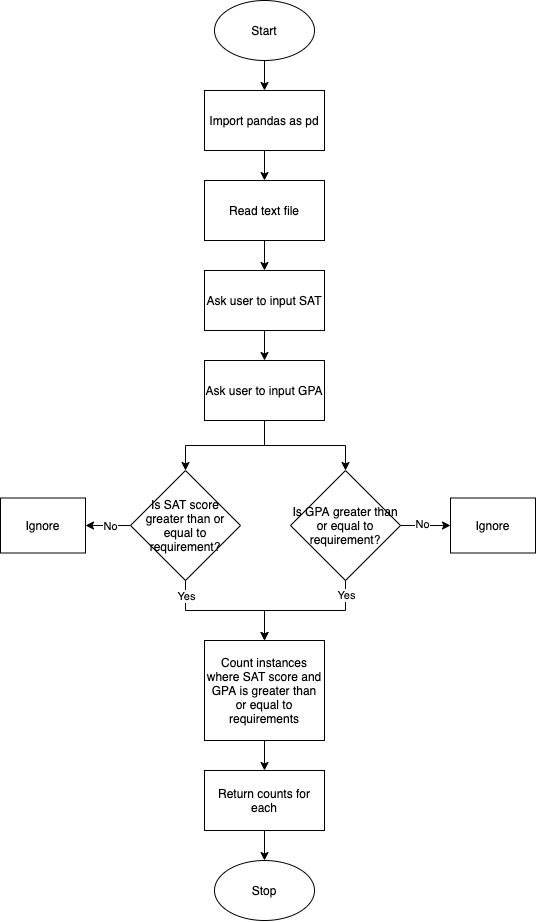 Start
Import pandas as pd
Read text file
Ask user to input SAT
Ask user to input GPA
Is SAT score
greater than or
equal to
requirement?
Is GPA greater than
or equal to
requirement?
Ignore
No
No
Ignore
Yes
Yes
Count instances
where SAT score and
GPA is greater than
or equal to
requirements
Return counts for
each
Stop